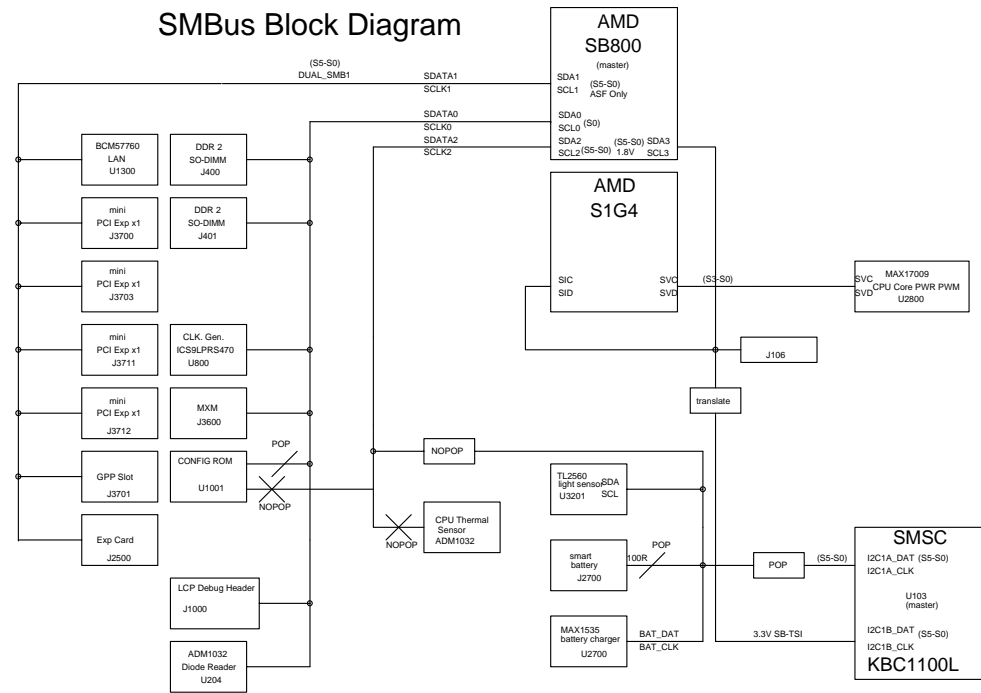 SMBus Block Diagram
AMD
SB800
(master)
(S5-S0)
DUAL_SMB1
SDATA1
SCLK1
SDA1
SCL1
(S5-S0)
ASF Only
SDATA0
SCLK0
SDA0
SCL0
(S0)
SDATA2
SCLK2
SDA2
SCL2
(S5-S0)
(S5-S0)
1.8V
SDA3
SCL3
BCM57760
LAN
U1300
DDR 2
SO-DIMM
J400
mini
PCI Exp x1
J3700
DDR 2
SO-DIMM
J401
AMD
S1G4
SIC
SID
SVC
SVD
(S3-S0)
SVC
SVD
MAX17009
CPU Core PWR PWM
U2800
mini
PCI Exp x1
J3703
mini
PCI Exp x1
J3711
CLK. Gen.
ICS9LPRS470
U800
J106
mini
PCI Exp x1
J3712
MXM
J3600
translate
POP
NOPOP
GPP Slot
J3701
CONFIG ROM
U1001
NOPOP
TL2560
light sensor
U3201
SDA
SCL
Exp Card
J2500
NOPOP
CPU Thermal
Sensor
ADM1032
smart
battery
J2700
100R
POP
POP
(S5-S0)
SMSC
I2C1A_DAT
(S5-S0)
I2C1A_CLK
U103
(master)
I2C1B_DAT
(S5-S0)
I2C1B_CLK
KBC1100L
LCP Debug Header
J1000
MAX1535
battery charger
U2700
BAT_DAT
BAT_CLK
3.3V SB-TSI
ADM1032
Diode Reader
U204